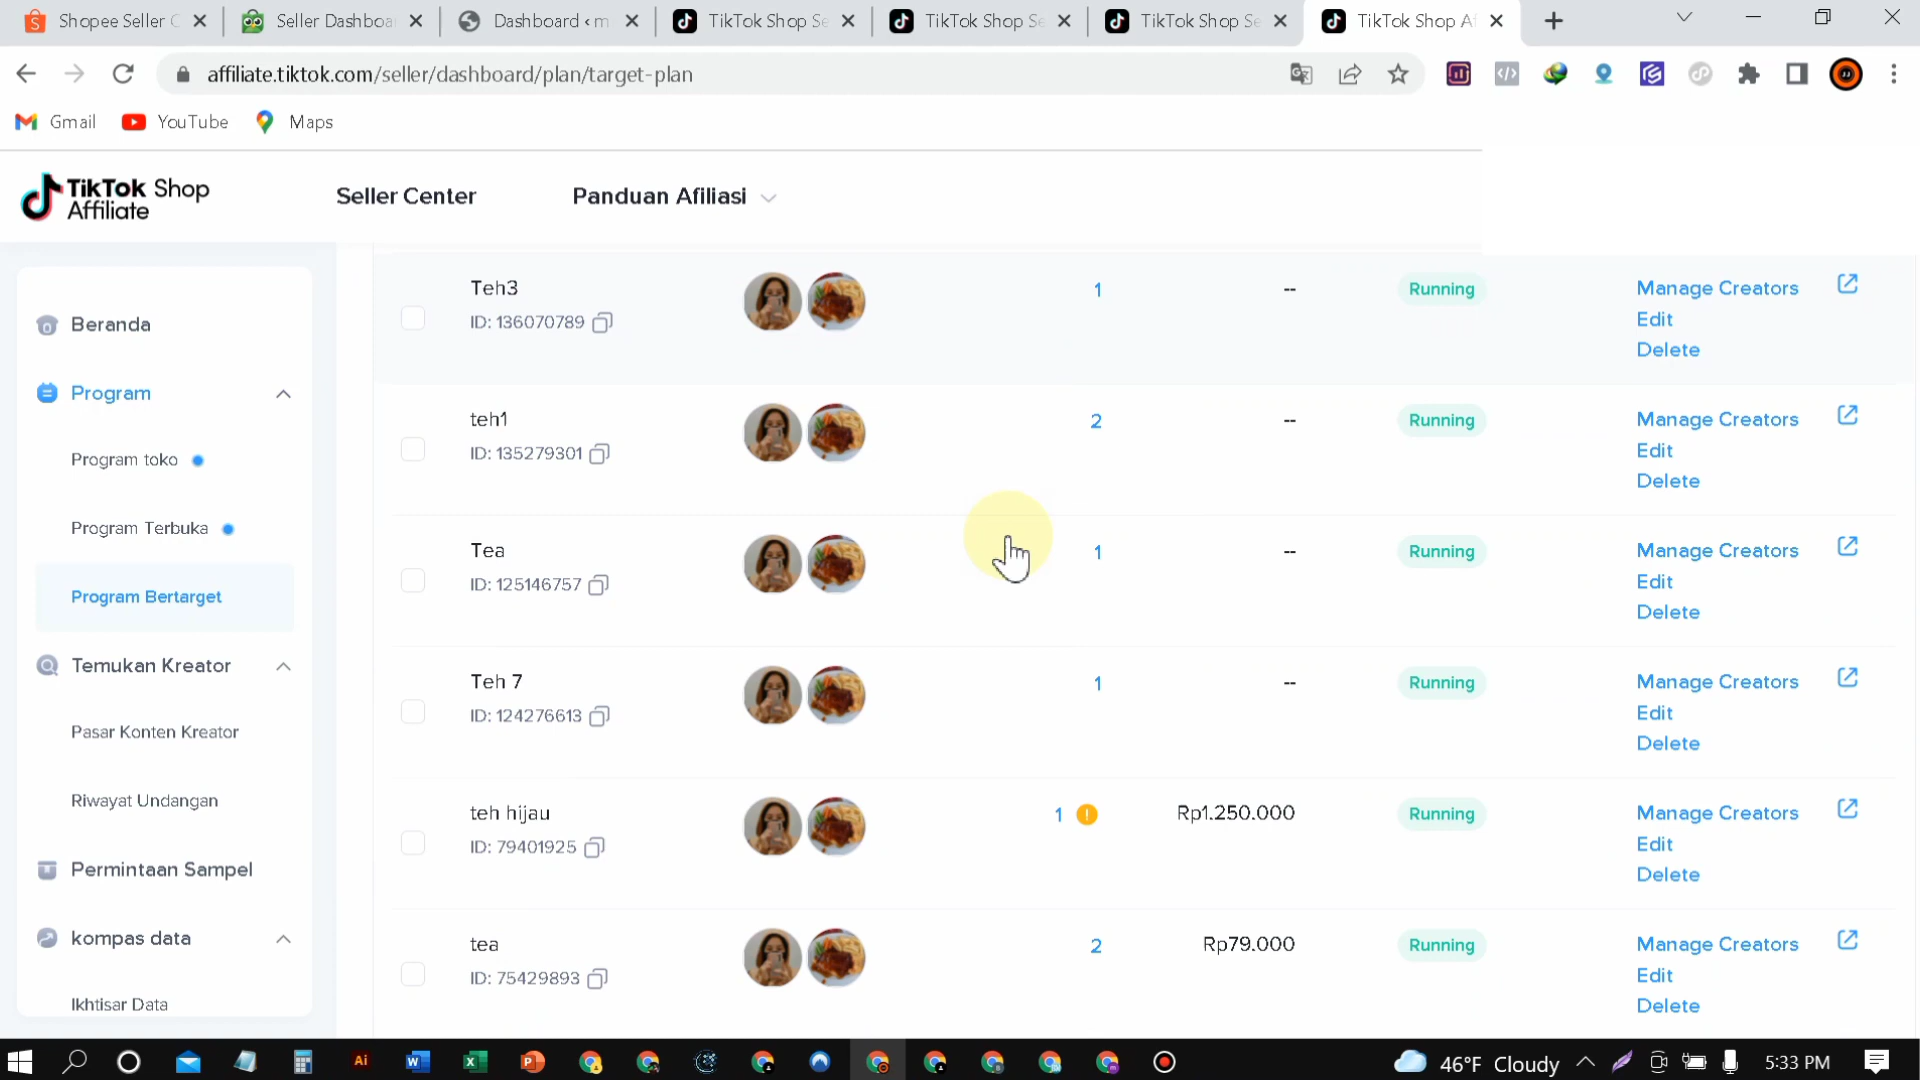 Shopee Seller C
Seller Dashboa
Dashboard ‹ m
TikTok Shop Se
TikTok Shop Se
TikTok Shop Se
TikTok Shop Af
affiliate.tiktok.com/seller/dashboard/plan/target-plan
Gmail
YouTube
Maps
TikTok Shop
Affiliate
Seller Center
Panduan Afiliasi
Beranda
Program
Program toko
Program Terbuka
Program Bertarget
Temukan Kreator
Pasar Konten Kreator
Riwayat Undangan
Permintaan Sampel
kompas data
Ikhtisar Data
Teh3 1 -- Running Manage Creators
ID: 136070789 Edit
Delete
teh1 2 -- Running Manage Creators
ID: 135279301 Edit
Delete
Tea 1 -- Running Manage Creators
ID: 125146757 Edit
Delete
Teh 7 1 -- Running Manage Creators
ID: 124276613 Edit
Delete
teh hijau 1 Rp1.250.000 Running Manage Creators
ID: 79401925 Edit
Delete
tea 2 Rp79.000 Running Manage Creators
ID: 75429893 Edit
Delete
46°F Cloudy 5:33 PM